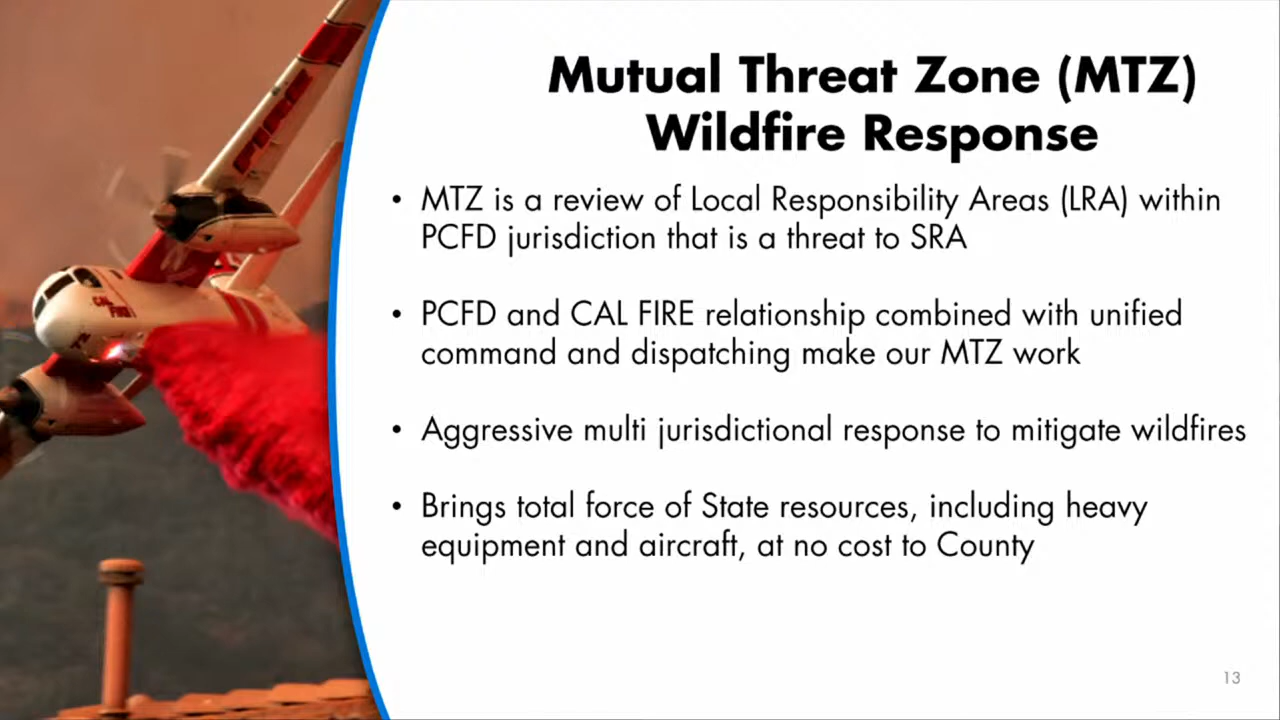 Mutual Threat Zone (MTZ)
Wildfire Response
• MTZ is a review of Local Responsibility Areas (LRA) within
PCFD jurisdiction that is a threat to SRA
• PCFD and CAL FIRE relationship combined with unified
command and dispatching make our MTZ work
• Aggressive multi jurisdictional response to mitigate wildfires
• Brings total force of State resources, including heavy
equipment and aircraft, at no cost to County
13
CAL
FIRE